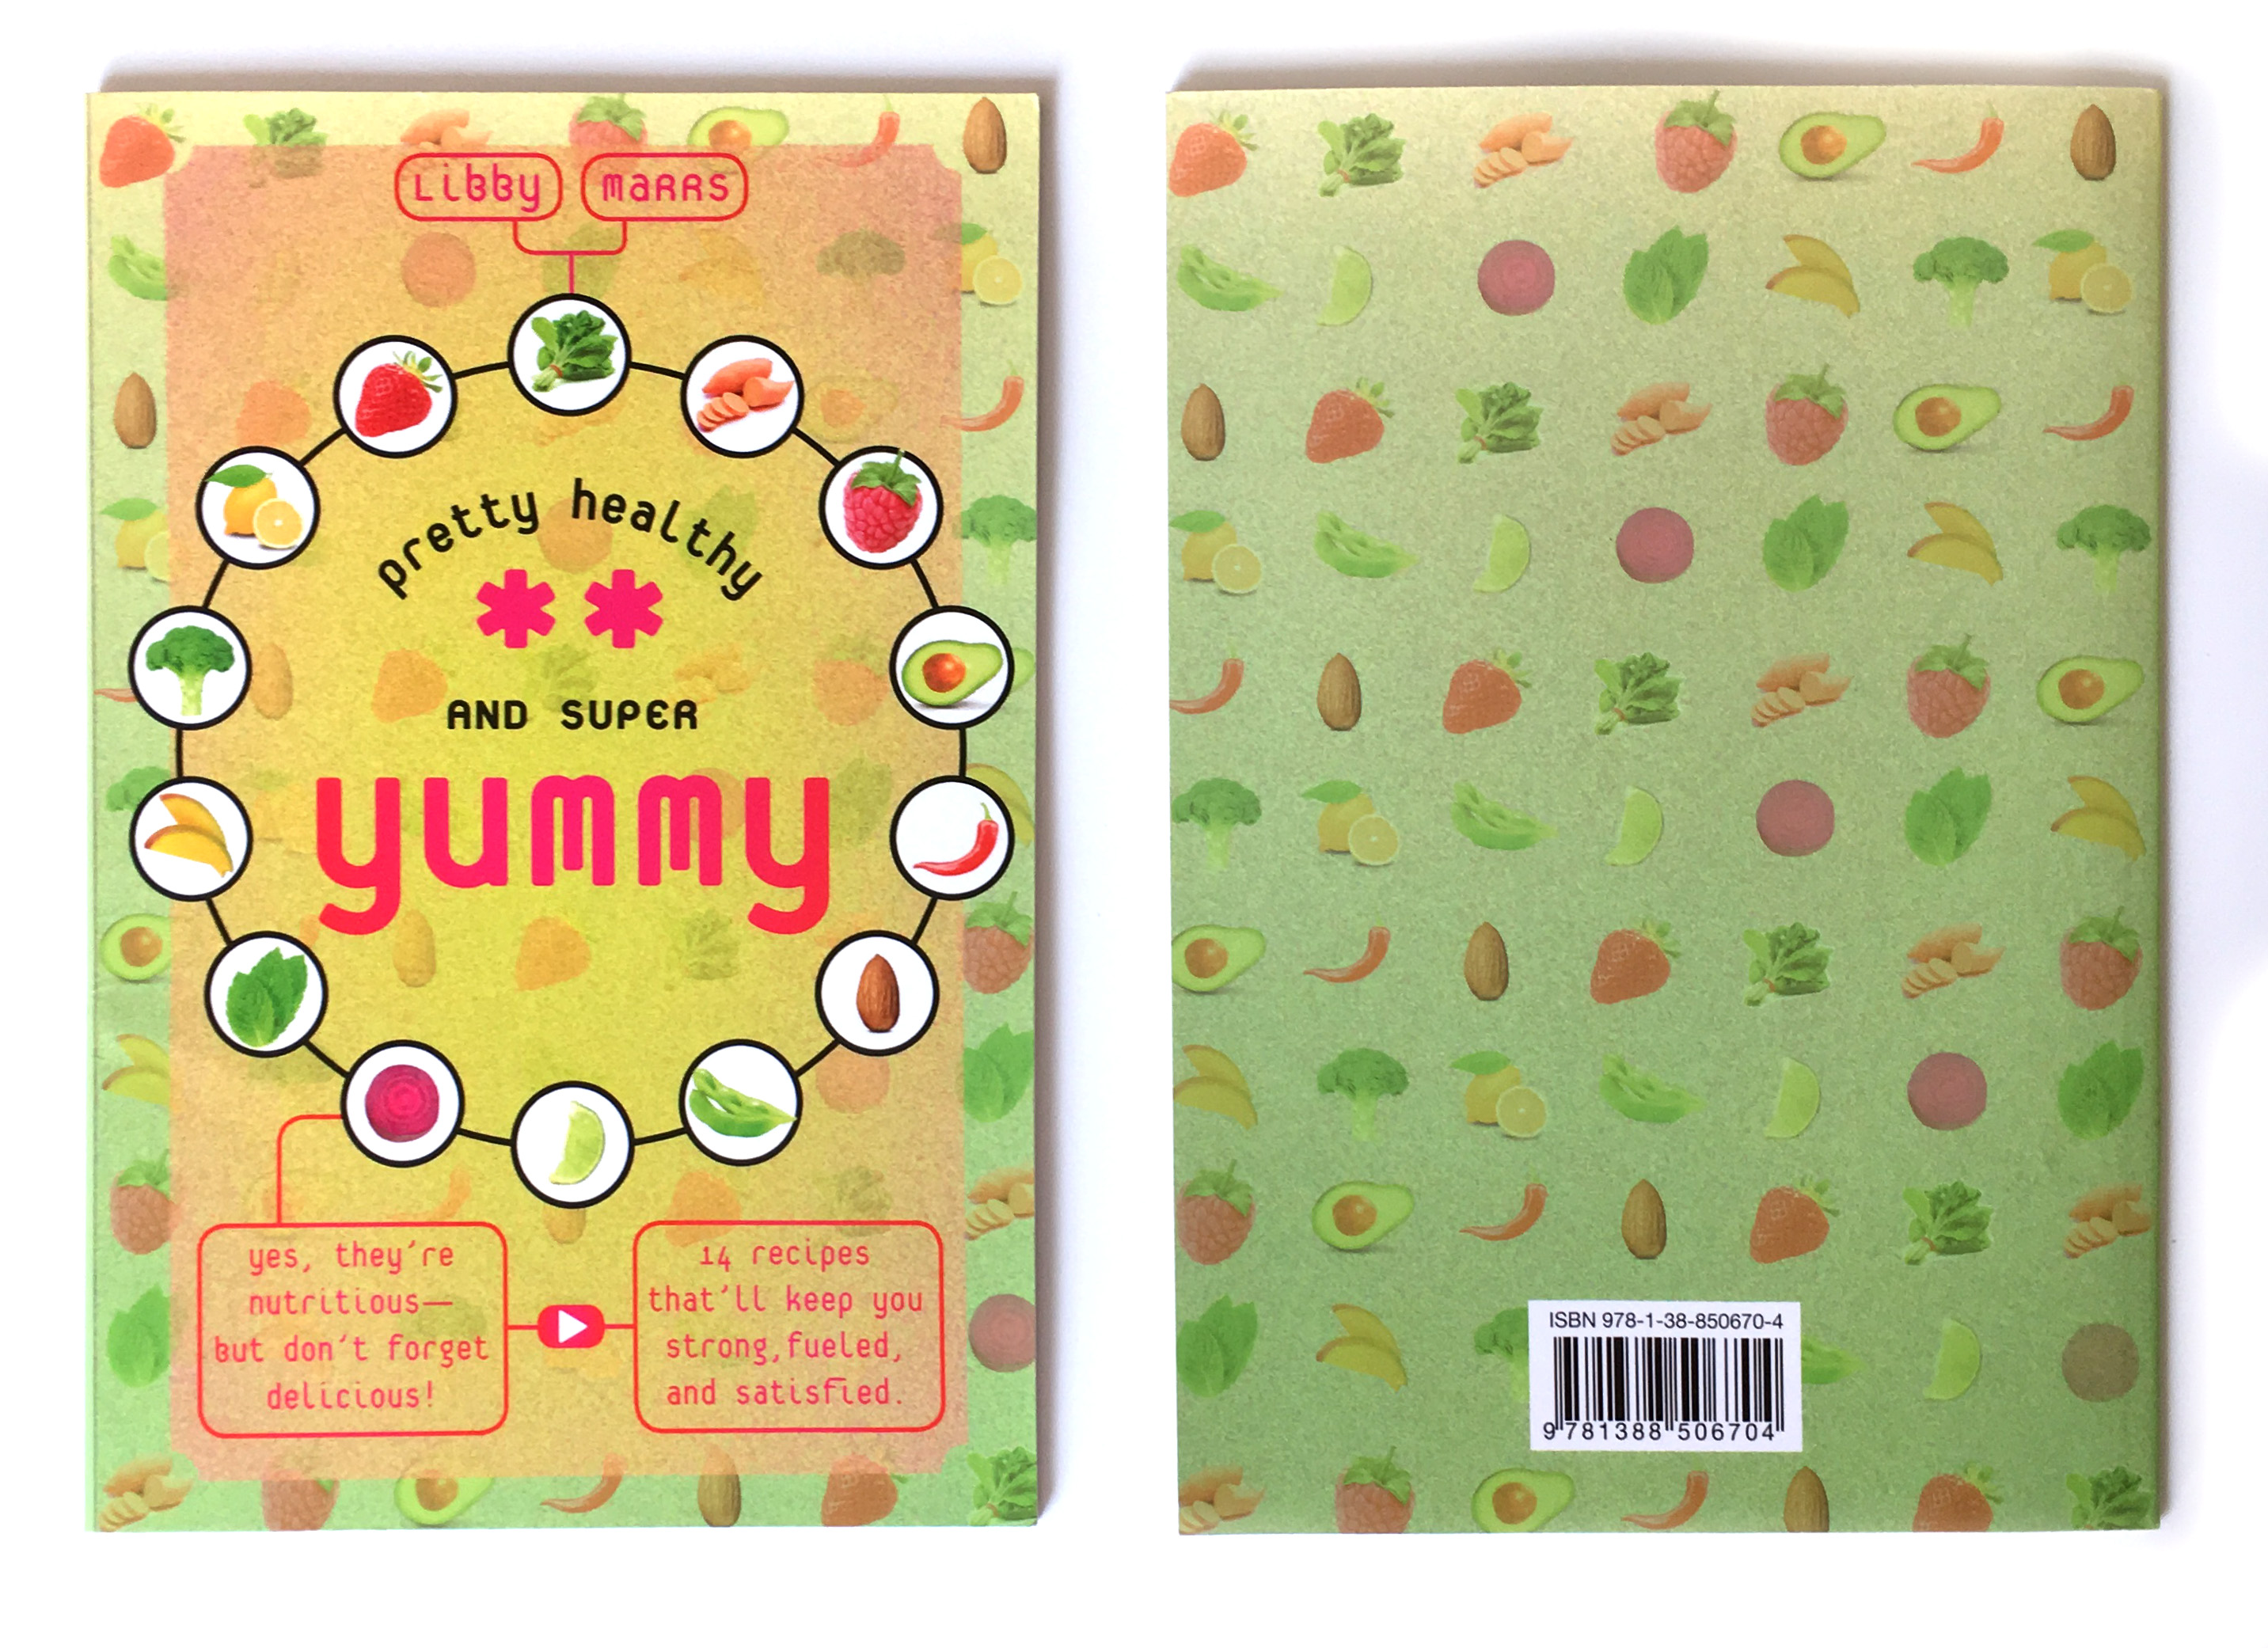 Libby marrs
pretty healthy
**
AND SUPER
yummy
yes, they're
nutritious—
but don't forget
delicious!
14 recipes
that'll keep you
strong, fueled,
and satisfied.
ISBN 978-1-38-850670-4
9 781388 506704